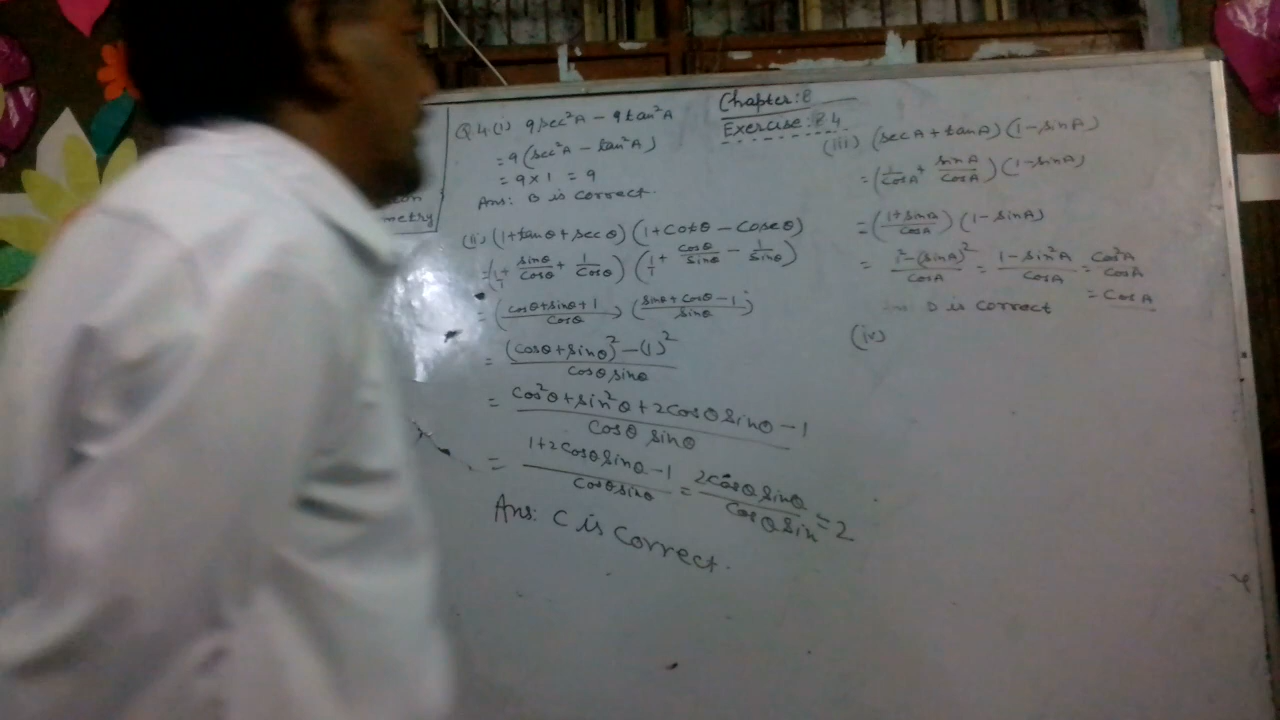 Chapter: 8
Exercise: 8.4
Q4.(i) 9sec²A - 9tan²A
= 9(sec²A - tan²A)
= 9 × 1 = 9
Ans: B is correct.
(ii) (1+tanθ+secθ)(1+cotθ-cosecθ)
= (1/1 + sinθ/cosθ + 1/cosθ)(1/1 + cosθ/sinθ - 1/sinθ)
= ((cosθ+sinθ+1)/cosθ)((sinθ+cosθ-1)/sinθ)
= ((cosθ+sinθ)²-(1)²)/(cosθ sinθ)
= (cos²θ+sin²θ+2cosθ sinθ-1)/(cosθ sinθ)
= (1+2cosθ sinθ-1)/(cosθ sinθ) = (2cosθ sinθ)/(cosθ sin) = 2
Ans: C is correct.
(iii) (secA + tanA)(1-sinA)
= (1/cosA + sinA/cosA)(1-sinA)
= ((1+sinA)/cosA)(1-sinA)
= (1²-(sinA)²)/cosA = (1-sin²A)/cosA = cos²A/cosA
= cosA
D is correct
(iv)
metry